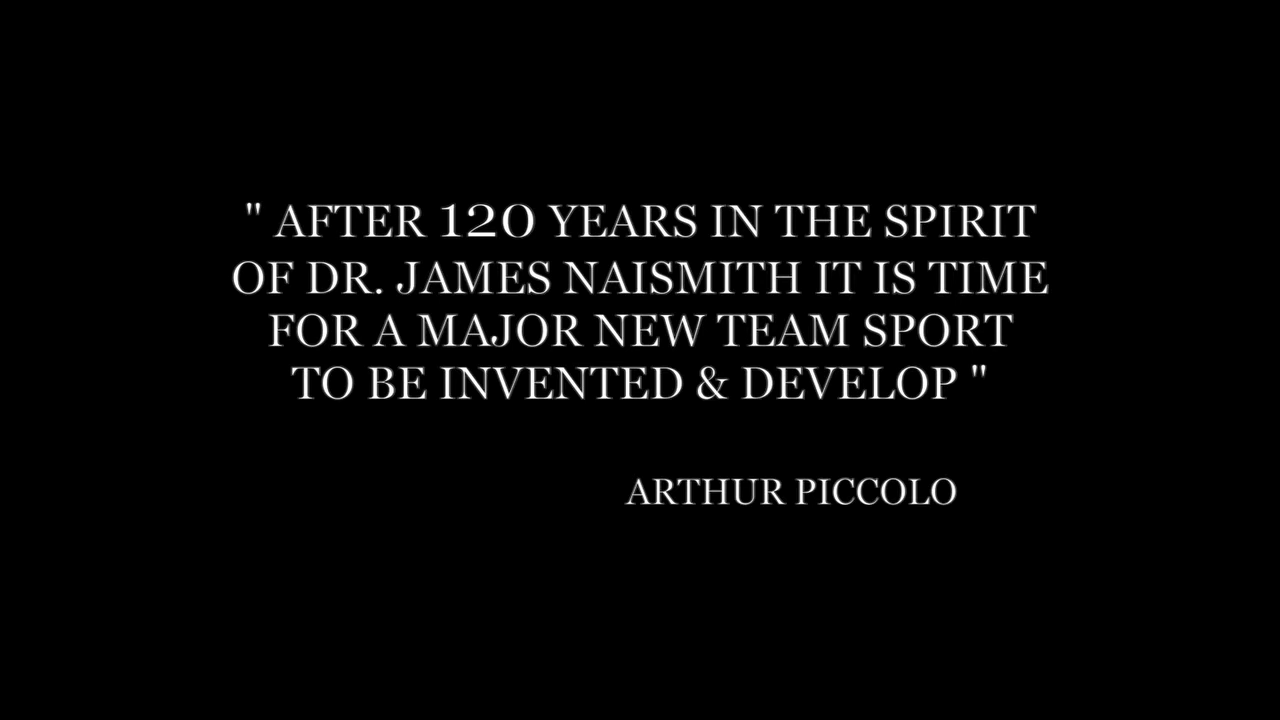 " AFTER 120 YEARS IN THE SPIRIT
OF DR. JAMES NAISMITH IT IS TIME
FOR A MAJOR NEW TEAM SPORT
TO BE INVENTED & DEVELOP "
ARTHUR PICCOLO